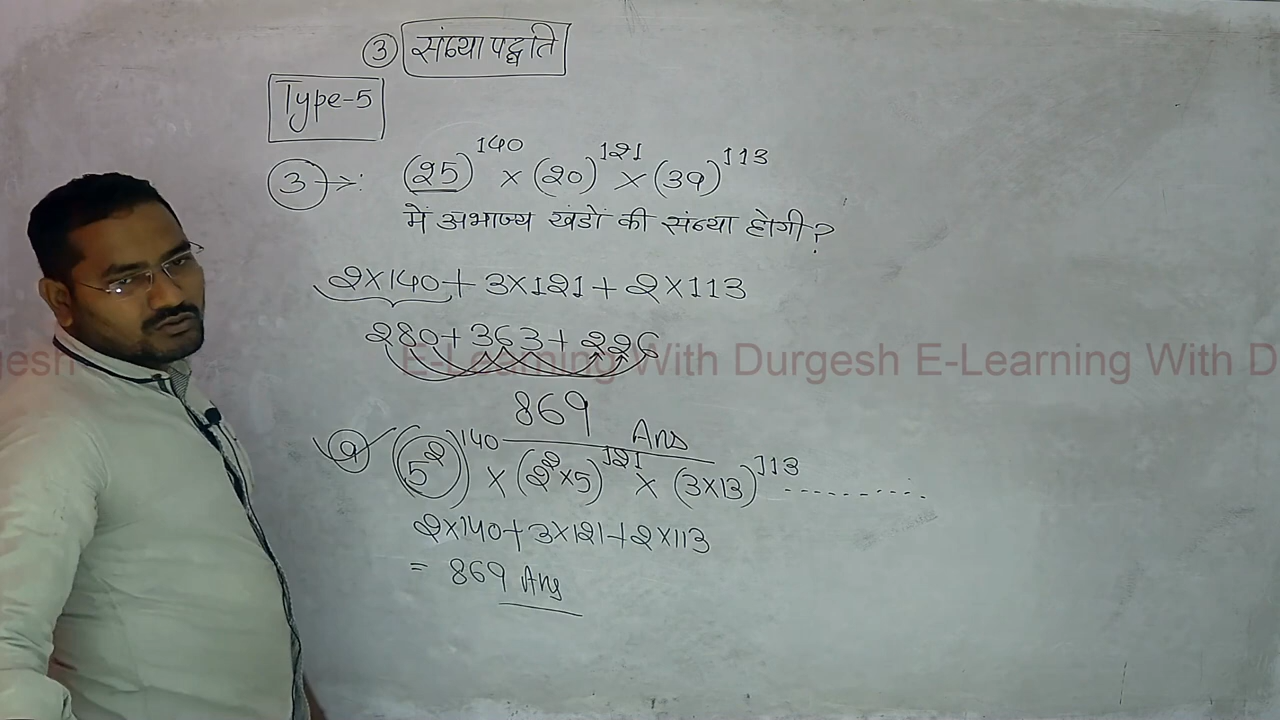 ③ संख्या पद्धति
Type-5
③→: (25)^140 × (20)^121 × (39)^113
में अभाज्य खंडों की संख्या होगी?
2×140+3×121+2×113
280+363+226
869 Ans
(5^2)^140 × (2^2×5)^121 × (3×13)^113 ----------
2×140+3×121+2×113
= 869 Ans
E-Learning With Durgesh E-Learning With D